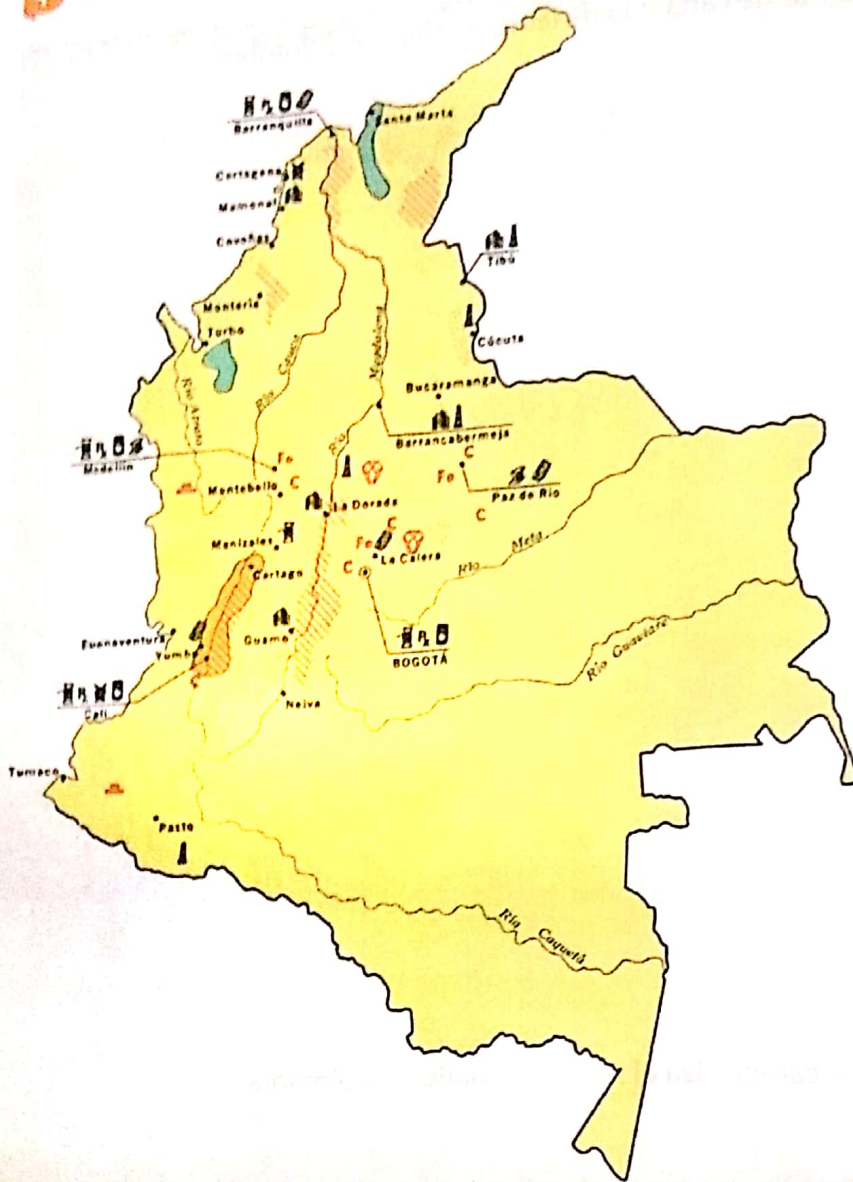 Barranquilla
Santa Marta
Cartagena
C
Mamonal
Coveñas
Tibú
Montería
Turbo
Cúcuta
Río Cauca
Magdalena
Río
Río Atrato
Bucaramanga
Barrancabermeja
Medellín
Fe
C
Montebello
C
Fe
Paz de Río
C
La Dorada
Manizales
C
Fe
La Calera
C
Río Meta
Cartago
Buenaventura
Yumbo
Guamo
BOGOTÁ
Río Guaviare
Cali
C
Neiva
Tumaco
Pasto
Río Caquetá